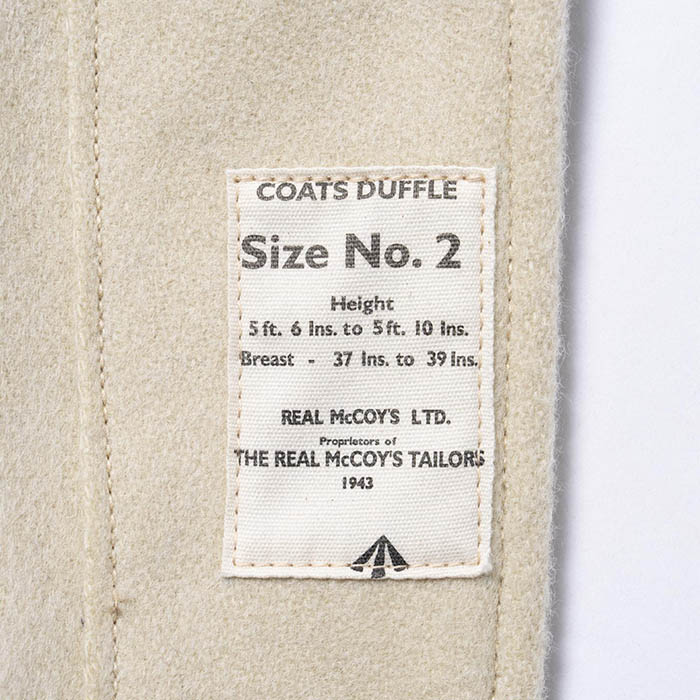 COATS DUFFLE
Size No. 2
Height
5 ft. 6 Ins. to 5 ft. 10 Ins.
Breast - 37 Ins. to 39 Ins.
REAL McCOY'S LTD.
Proprietors of
THE REAL McCOY'S TAILORS
1943